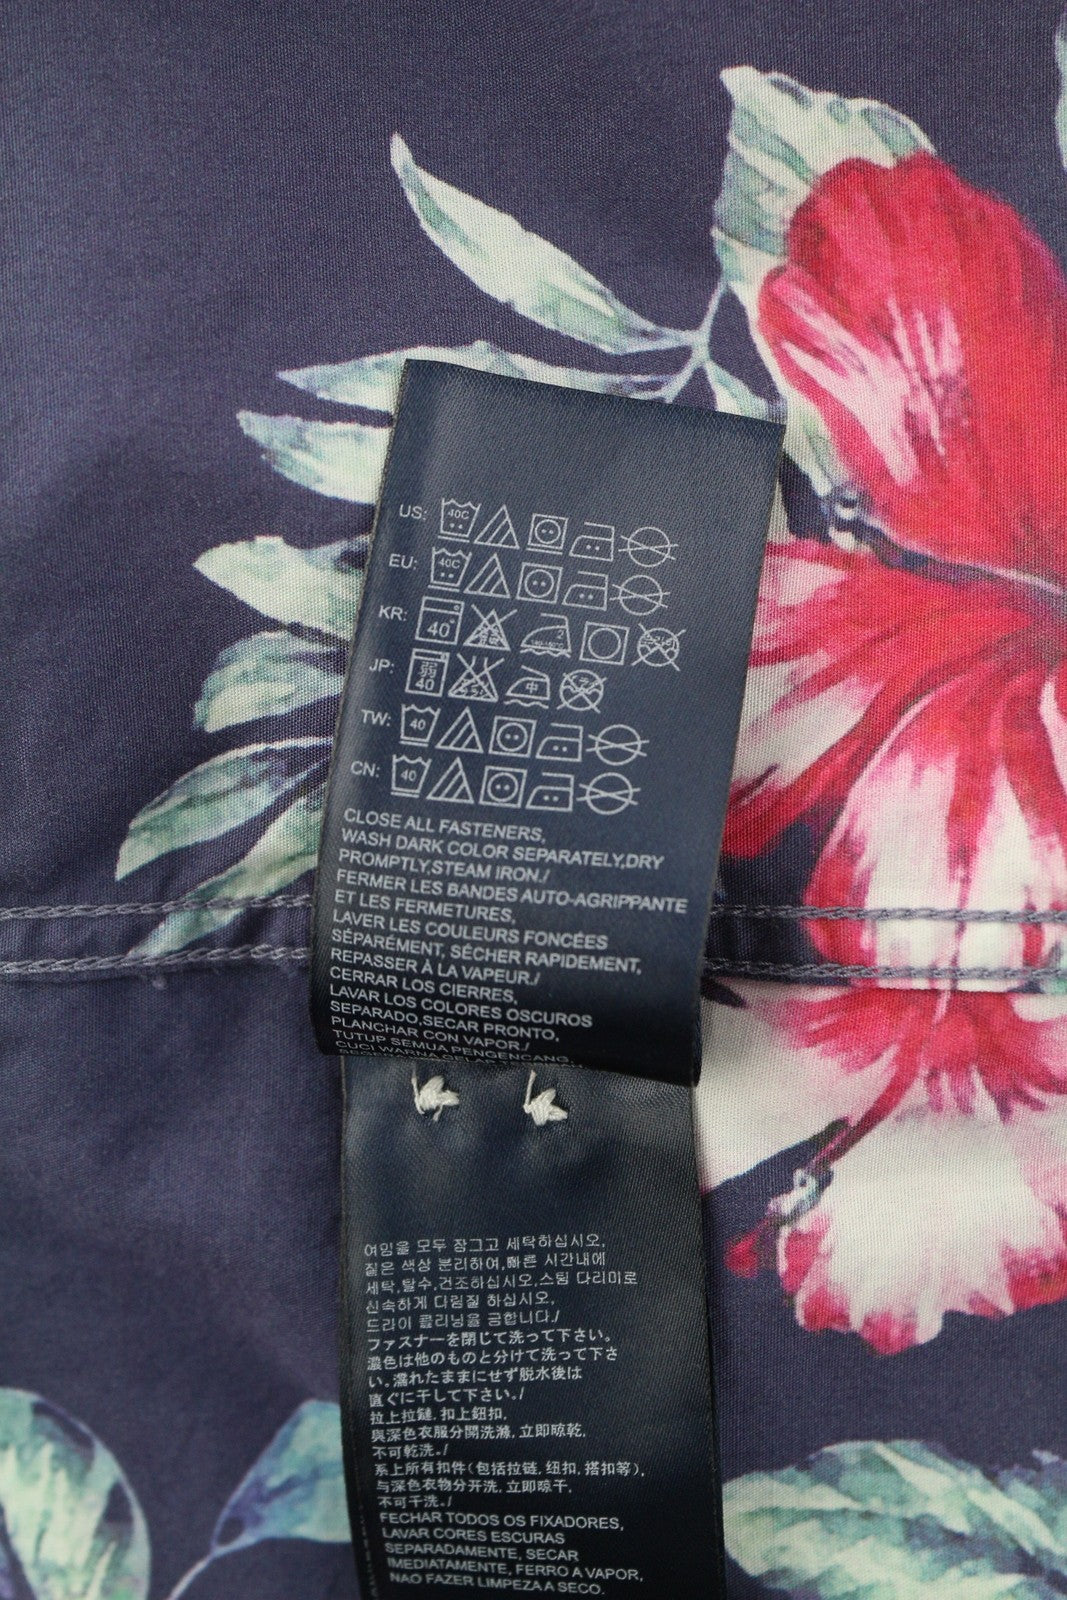 US: 40C
EU: 40C
KR: 40°
JP: 弱 40 中
TW: 40
CN: 40
CLOSE ALL FASTENERS,
WASH DARK COLOR SEPARATELY,DRY
PROMPTLY,STEAM IRON./
FERMER LES BANDES AUTO-AGRIPPANTE
ET LES FERMETURES,
LAVER LES COULEURS FONCÉES
SÉPARÉMENT, SÉCHER RAPIDEMENT,
REPASSER À LA VAPEUR./
CERRAR LOS CIERRES,
LAVAR LOS COLORES OSCUROS
SEPARADO,SECAR PRONTO,
PLANCHAR CON VAPOR./
TUTUP SEMUA PENGENCANG,
CUCI WARNA
여밈을 모두 잠그고 세탁하십시오,
짙은 색상 분리하여,빠른 시간내에
세탁,탈수,건조하십시오,스팀 다리미로
신속하게 다림질 하십시오,
드라이 클리닝을 금합니다/
ファスナーを閉じて洗って下さい。
濃色は他のものと分けて洗って下さ
い。濡れたままにせず脱水後は
直ぐに干して下さい。/
拉上拉鏈, 扣上鈕扣,
與深色衣服分開洗滌, 立即晾乾,
不可乾洗。/
系上所有扣件(包括拉链, 纽扣, 搭扣等),
与深色衣物分开洗, 立即晾干,
不可干洗。/
FECHAR TODOS OS FIXADORES,
LAVAR CORES ESCURAS
SEPARADAMENTE, SECAR
IMEDIATAMENTE, FERRO A VAPOR,
NAO FAZER LIMPEZA A SECO.